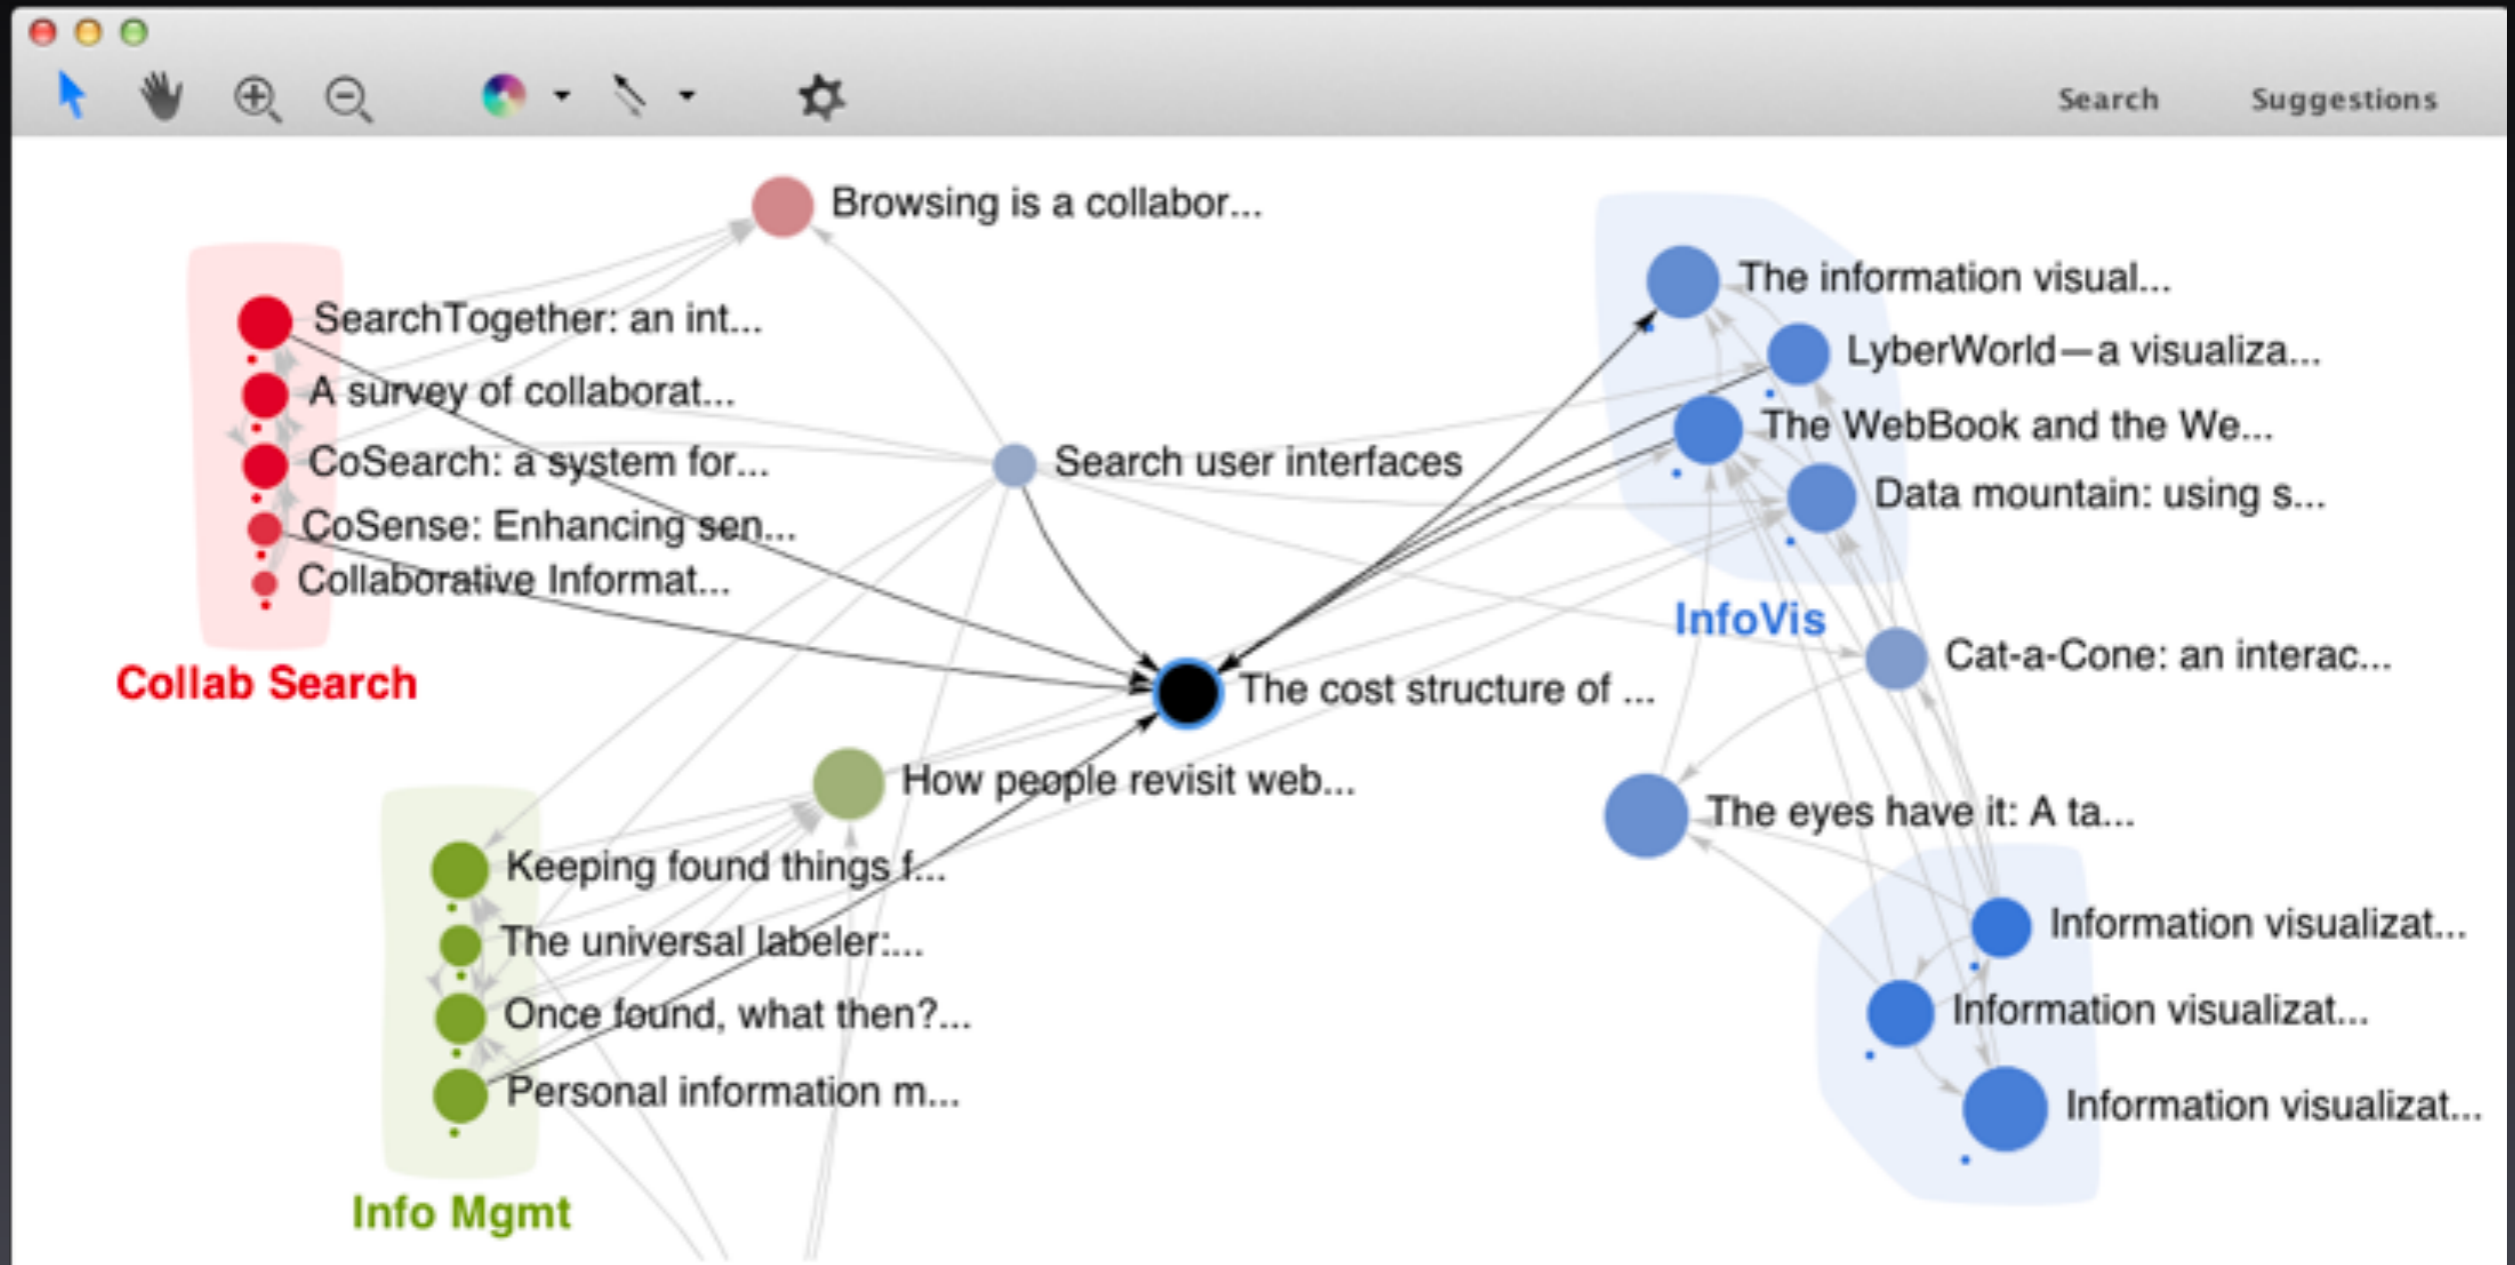 Search
Suggestions
Browsing is a collabor...
The information visual...
SearchTogether: an int...
LyberWorld—a visualiza...
A survey of collaborat...
The WebBook and the We...
CoSearch: a system for...
Search user interfaces
Data mountain: using s...
CoSense: Enhancing sen...
Collaborative Informat...
InfoVis
Cat-a-Cone: an interac...
Collab Search
The cost structure of ...
How people revisit web...
The eyes have it: A ta...
Keeping found things f...
Information visualizat...
The universal labeler:...
Once found, what then?...
Information visualizat...
Personal information m...
Information visualizat...
Info Mgmt